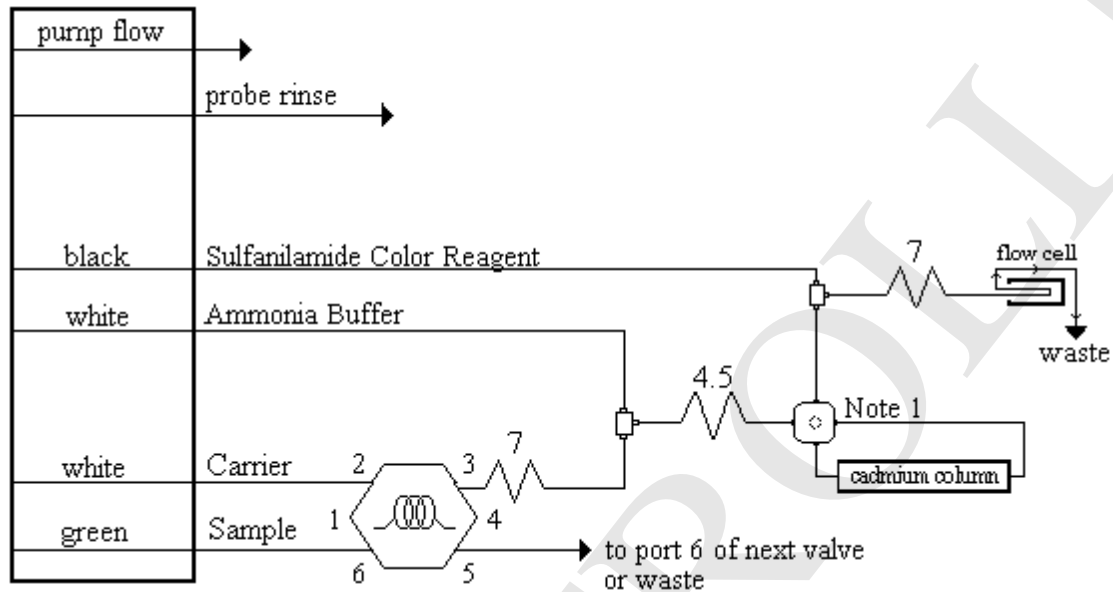 pump flow
probe rinse
black Sulfanilamide Color Reagent
7
flow cell
white Ammonia Buffer
waste
4.5
Note 1
7
white Carrier 2 3
cadmium column
1 4
green Sample
6 5
to port 6 of next valve
or waste